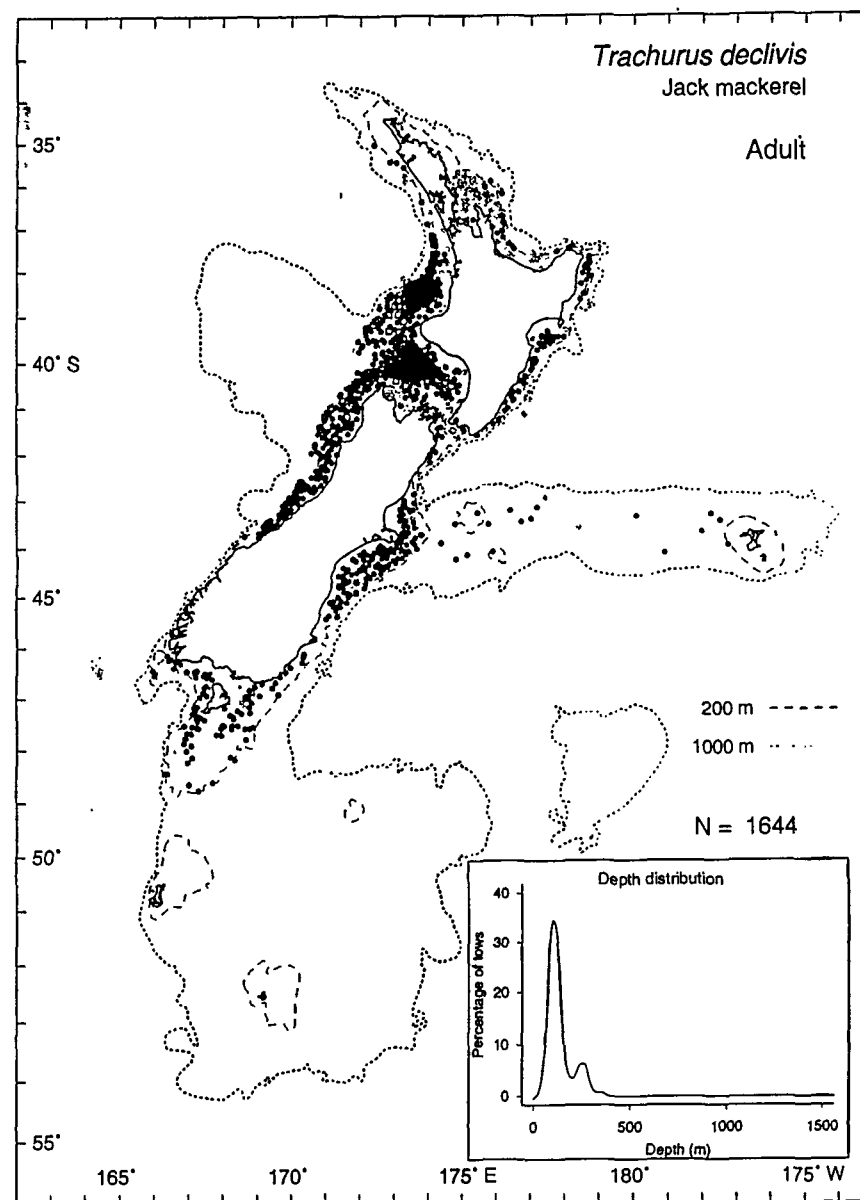 Trachurus declivis
Jack mackerel
Adult
35°
40° S
45°
50°
55°
200 m
1000 m
N = 1644
Depth distribution
40
30
20
10
0
Percentage of tows
0 500 1000 1500
Depth (m)
165° 170° 175° E 180° 175° W